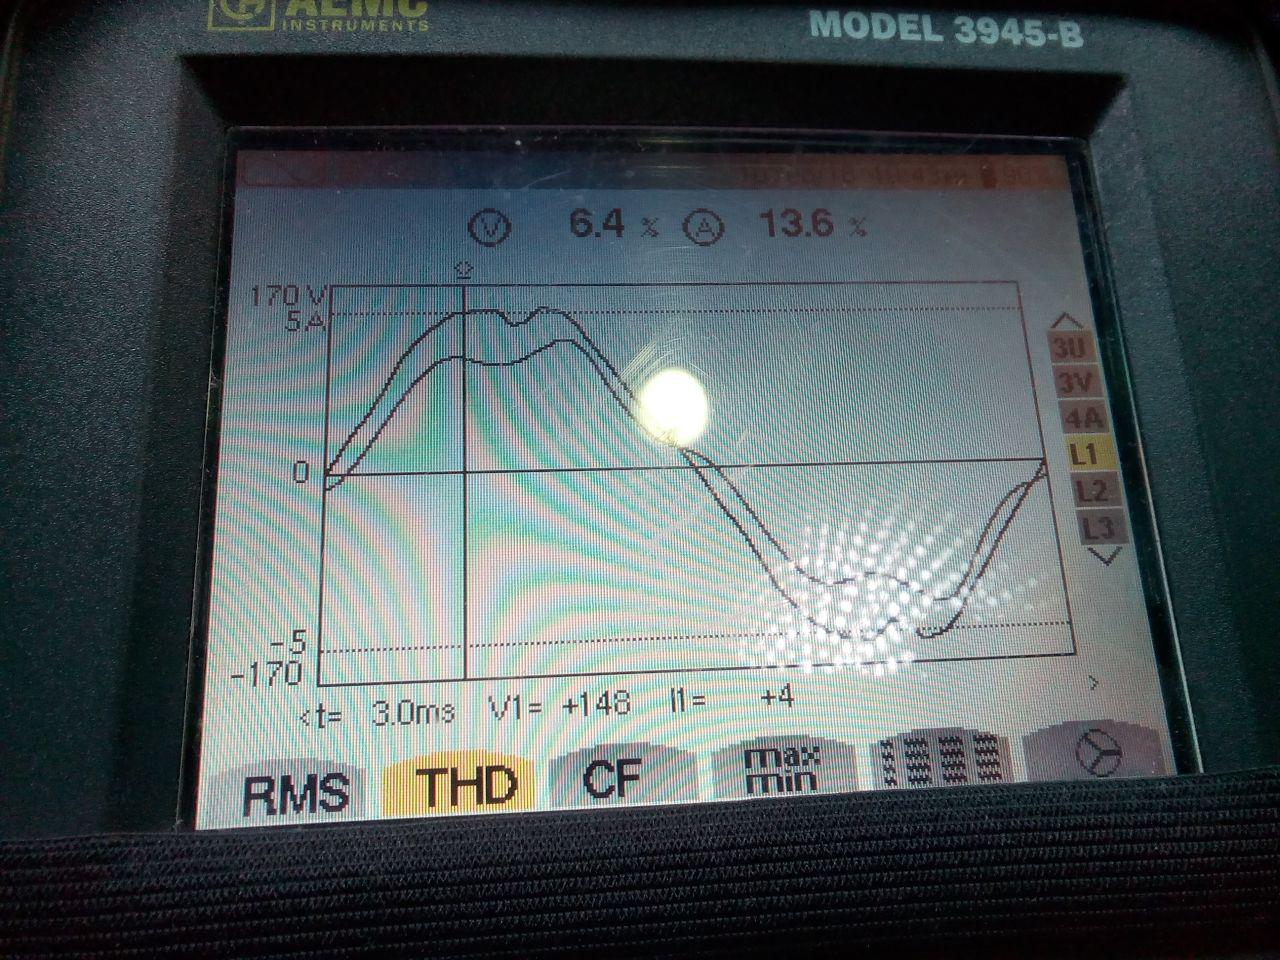 AEMC
INSTRUMENTS
MODEL 3945-B
V 6.4 % A 13.6 %
170 V
5 A
3U
3V
4A
L1
0
L2
L3
-5
-170
<t= 3.0ms V1= +148 I1= +4 >
RMS THD CF max
min